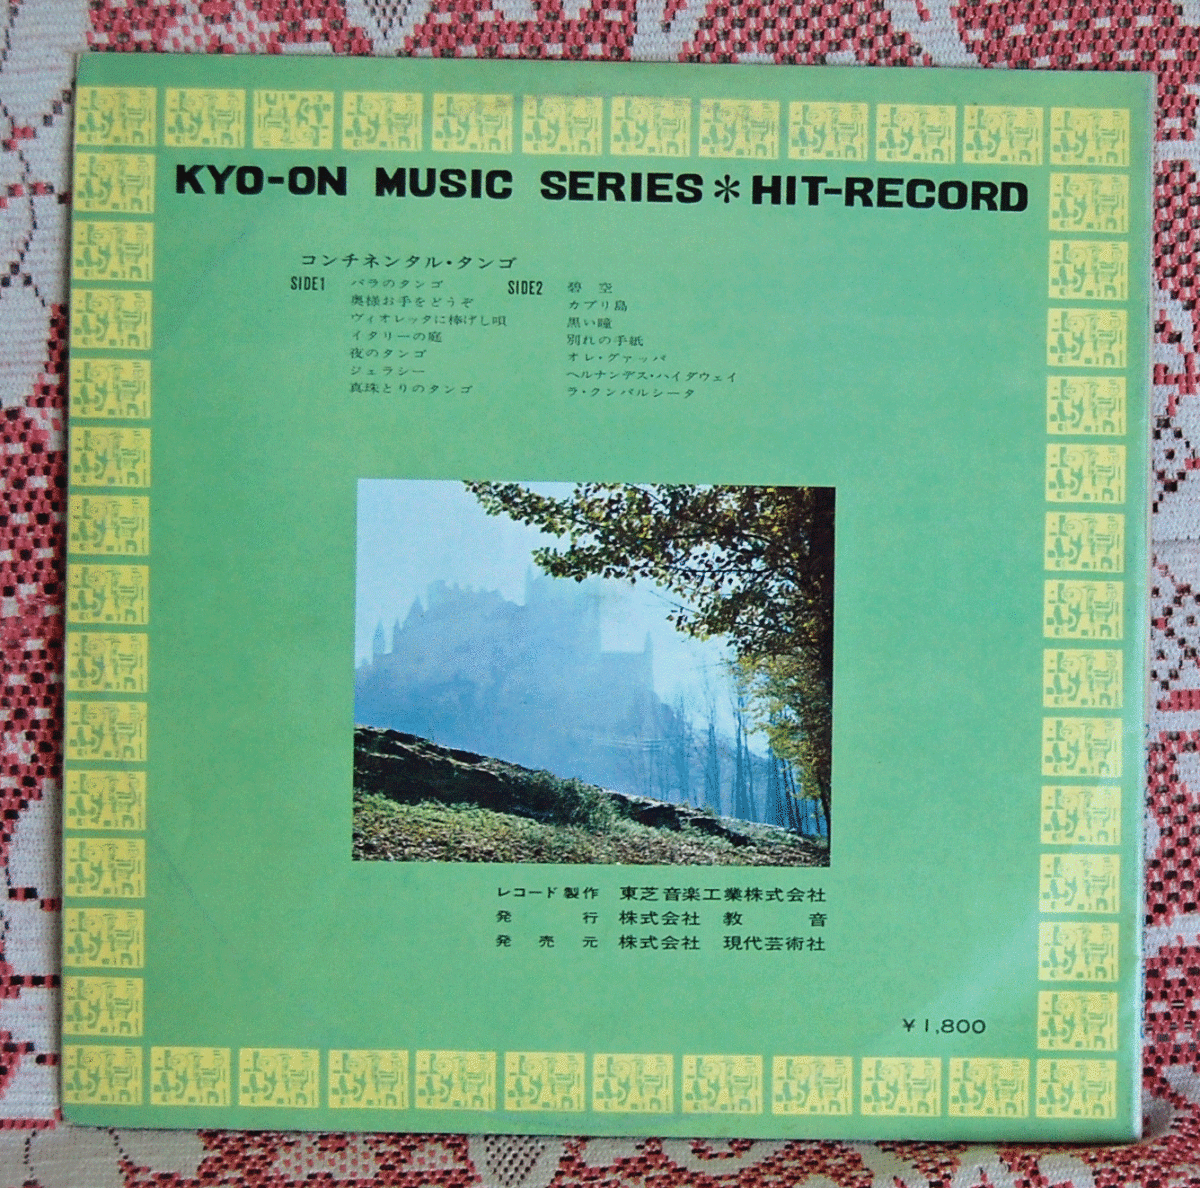 KYO-ON MUSIC SERIES*HIT-RECORD
コンチネンタル・タンゴ
SIDE1
バラのタンゴ
奥様お手をどうぞ
ヴィオレッタに捧げし唄
イタリーの庭
夜のタンゴ
ジェラシー
真珠とりのタンゴ
SIDE2
碧空
カプリ島
黒い瞳
別れの手紙
オレ・グァッパ
ヘルナンデス・ハイダウェイ
ラ・クンパルシータ
レコード製作 東芝音楽工業株式会社
発行 株式会社 教音
発売元 株式会社 現代芸術社
¥1,800